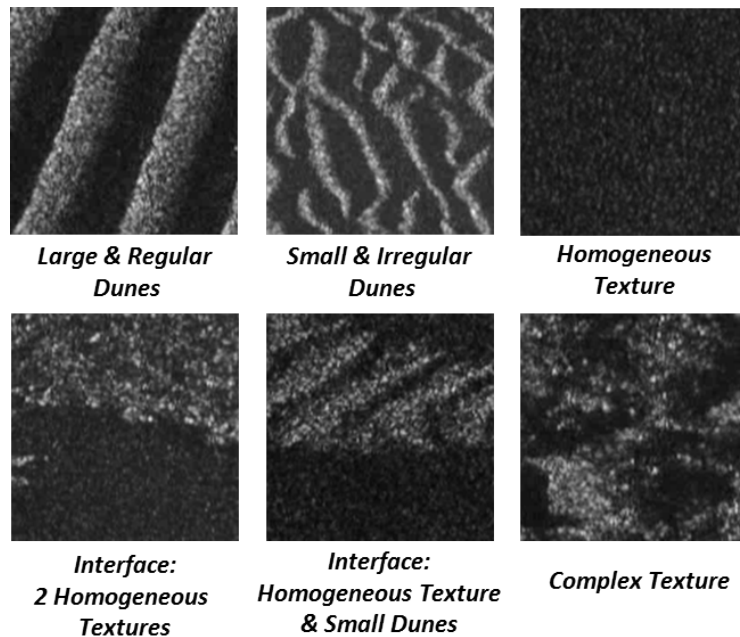 Large & Regular
Dunes
Small & Irregular
Dunes
Homogeneous
Texture
Interface:
2 Homogeneous
Textures
Interface:
Homogeneous Texture
& Small Dunes
Complex Texture